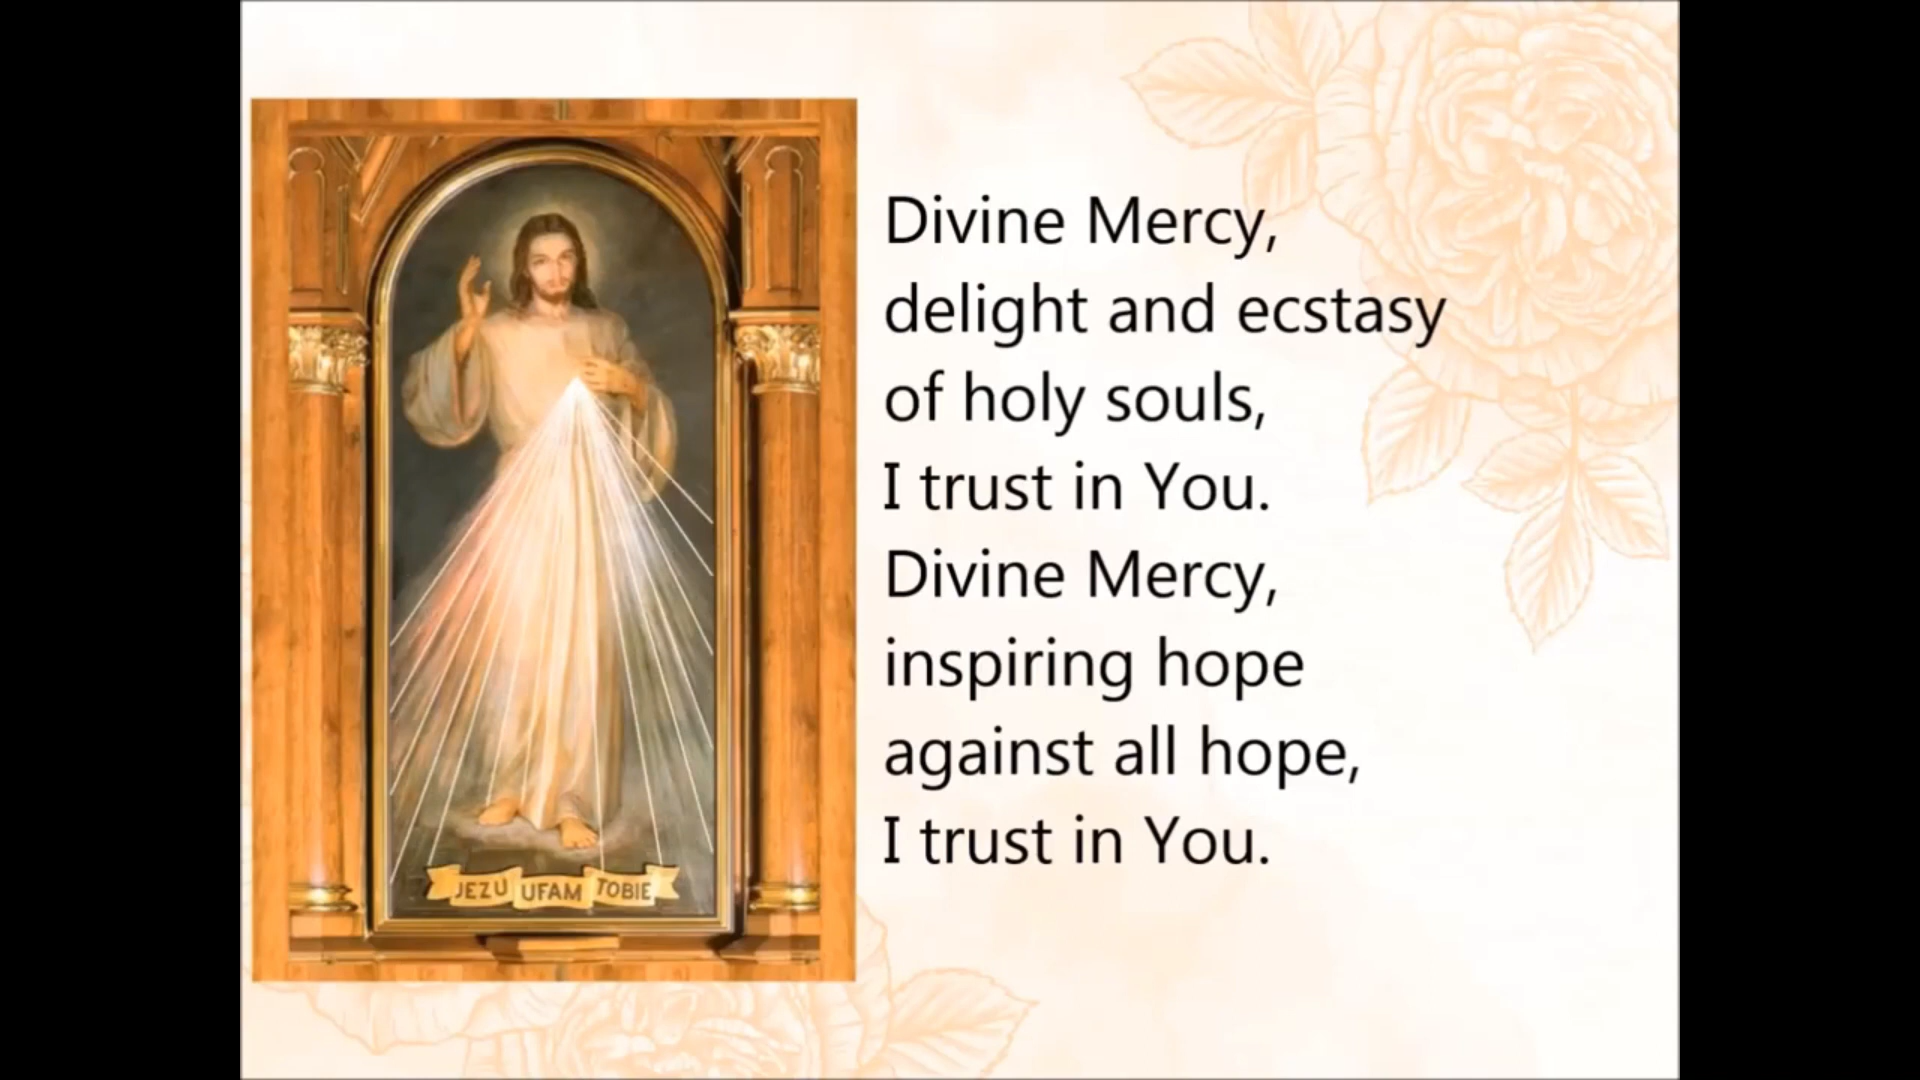 Divine Mercy,
delight and ecstasy
of holy souls,
I trust in You.
Divine Mercy,
inspiring hope
against all hope,
I trust in You.
JEZU UFAM TOBIE